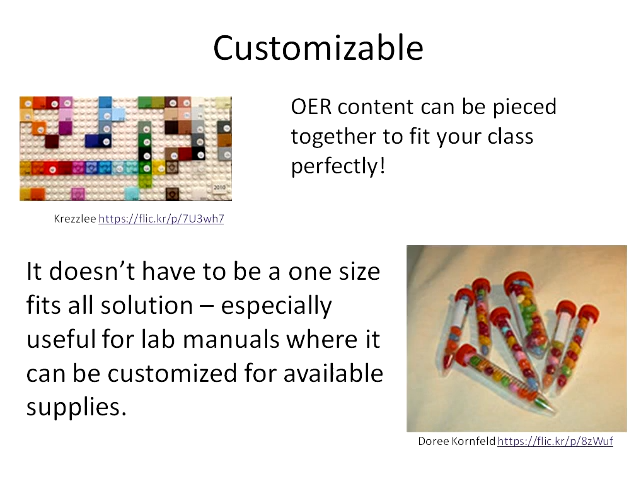 Customizable
OER content can be pieced
together to fit your class
perfectly!
Krezzlee https://flic.kr/p/7U3wh7
It doesn’t have to be a one size
fits all solution – especially
useful for lab manuals where it
can be customized for available
supplies.
Doree Kornfeld https://flic.kr/p/8zWuf